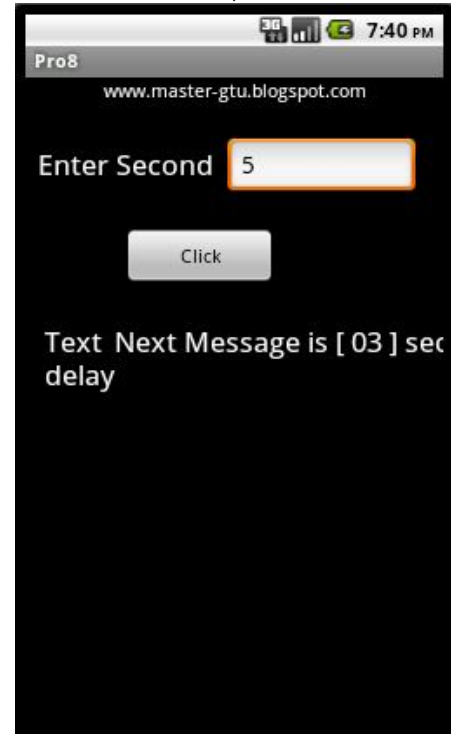 3G 7:40 PM
Pro8
www.master-gtu.blogspot.com
Enter Second 5
Click
Text Next Message is [ 03 ] sec
delay